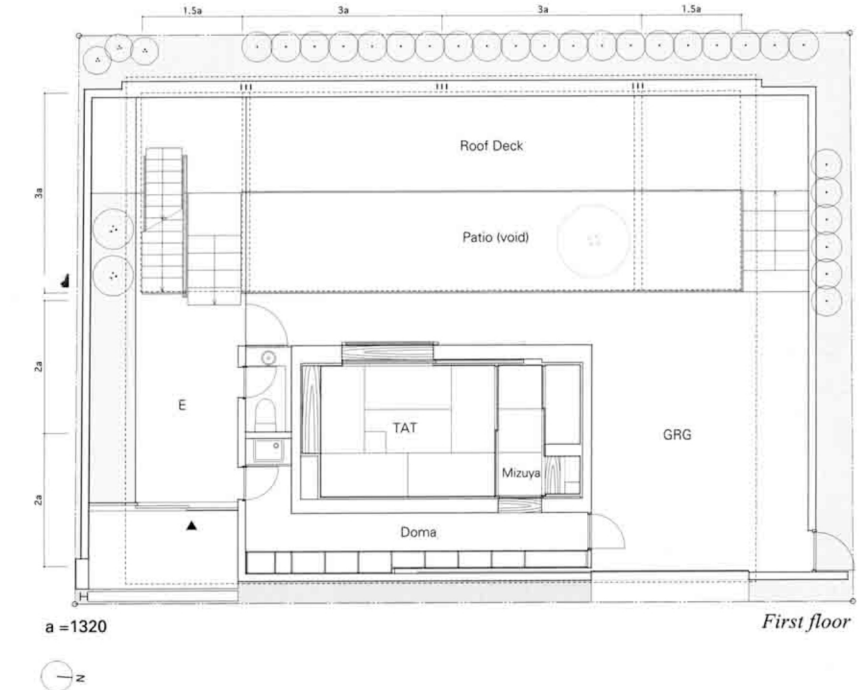 1.5a 3a 3a 1.5a
Roof Deck
3a
Patio (void)
2a
E
TAT
GRG
Mizuya
2a
Doma
a =1320
First floor
N